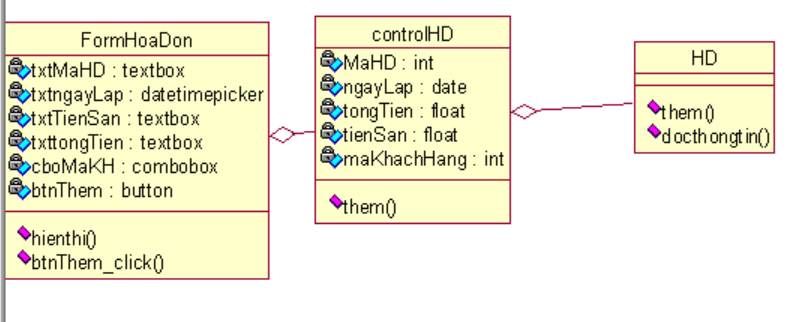 FormHoaDon
txtMaHD : textbox
txtngayLap : datetimepicker
txtTienSan : textbox
txttongTien : textbox
cboMaKH : combobox
btnThem : button
hienthi()
btnThem_click()
controlHD
MaHD : int
ngayLap : date
tongTien : float
tienSan : float
maKhachHang : int
them()
HD
them()
docthongtin()